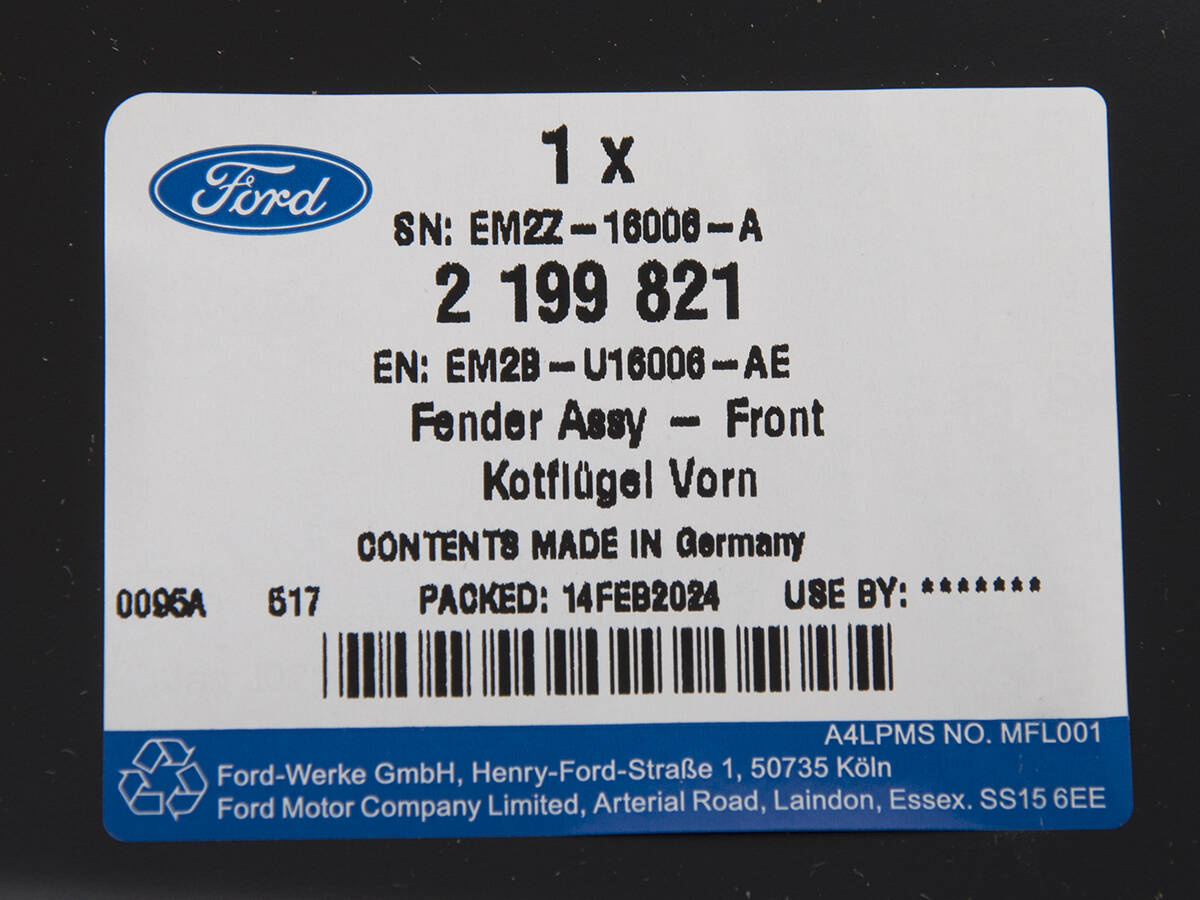 Ford
1 x
SN: EM2Z-16006-A
2 199 821
EN: EM2B-U16006-AE
Fender Assy - Front
Kotflügel Vorn
CONTENTS MADE IN Germany
0095A 517 PACKED: 14FEB2024 USE BY: *******
A4LPMS NO. MFL001
Ford-Werke GmbH, Henry-Ford-Straße 1, 50735 Köln
Ford Motor Company Limited, Arterial Road, Laindon, Essex. SS15 6EE